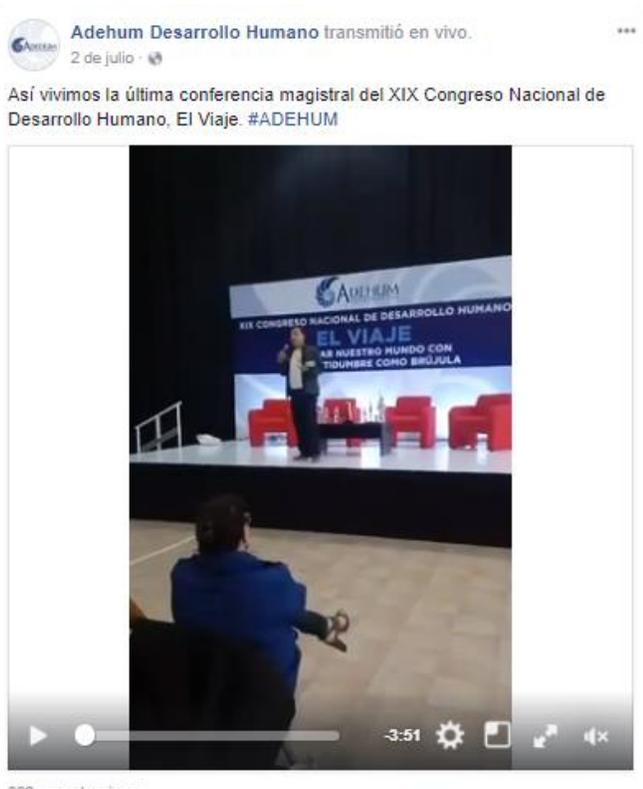 Adehum Desarrollo Humano transmitió en vivo.
2 de julio
Así vivimos la última conferencia magistral del XIX Congreso Nacional de
Desarrollo Humano, El Viaje. #ADEHUM
ADEHUM
XIX CONGRESO NACIONAL DE DESARROLLO HUMANO
EL VIAJE
AR NUESTRO MUNDO CON
TIDUMBRE COMO BRÚJULA
-3:51